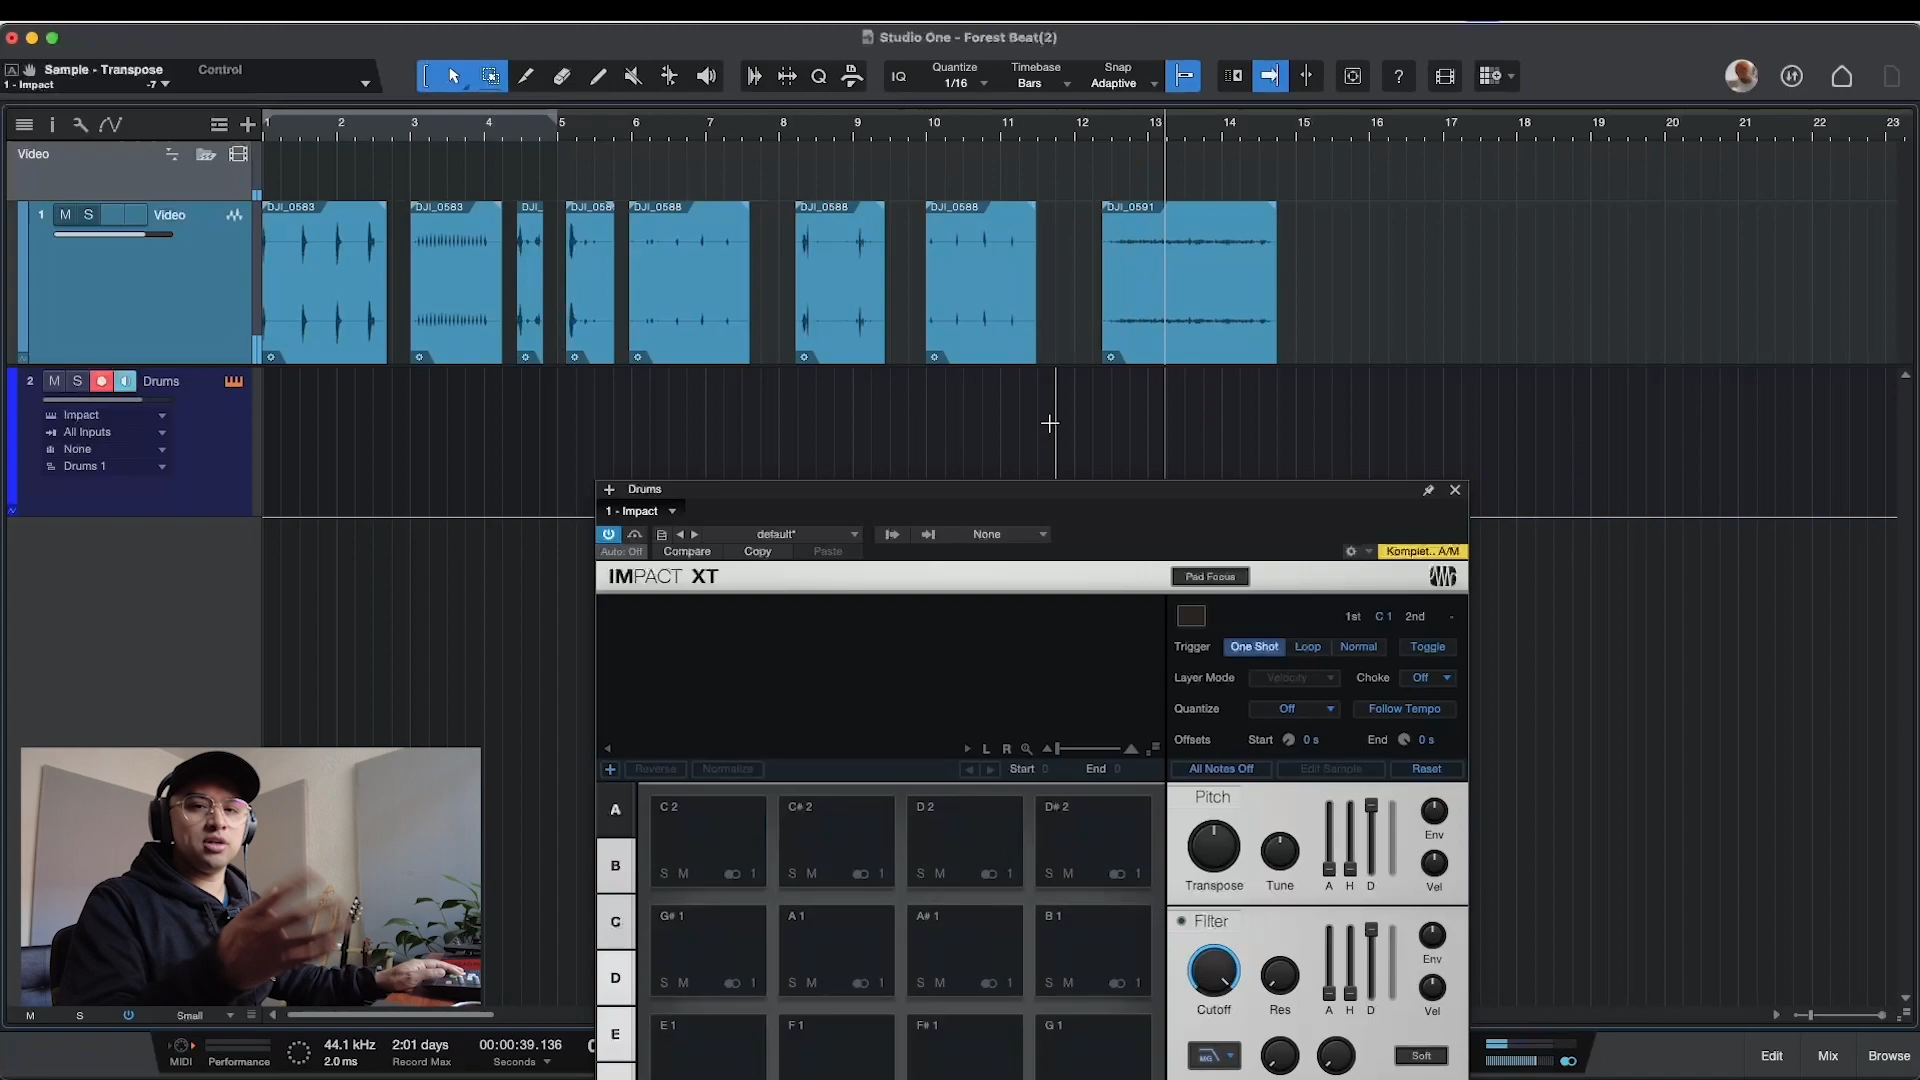 Studio One - Forest Beat(2)
Sample - Transpose
Control
1 - Impact
-7
IQ
Quantize
1/16
Timebase
Bars
Snap
Adaptive
?
1 2 3 4 5 6 7 8 9 10 11 12 13 14 15 16 17 18 19 20 21 22 23
Video
1 M S Video
DJI_0583
DJI_0583
DJI_
DJI_058
DJI_0588
DJI_0588
DJI_0588
DJI_0591
2 M S Drums
Impact
All Inputs
None
Drums 1
Drums
1 - Impact
default*
None
Auto: Off
Compare
Copy
Paste
Komplet.. A/M
IMPACT XT
Pad Focus
1st C 1 2nd -
Trigger One Shot Loop Normal Toggle
Layer Mode Velocity Choke Off
Quantize Off Follow Tempo
Offsets Start 0 s End 0 s
L R
Reverse Normalize Start 0 End 0
All Notes Off Edit Sample Reset
A
B
C
D
E
C 2
C# 2
D 2
D# 2
S M 1
S M 1
S M 1
S M 1
G# 1
A 1
A# 1
B 1
S M 1
S M 1
S M 1
S M 1
E 1
F 1
F# 1
G 1
Pitch
Transpose
Tune
A H D
Env
Vel
Filter
Cutoff
Res
A H D
Env
Vel
MG
Soft
M S Small
MIDI
Performance
44.1 kHz
2.0 ms
2:01 days
Record Max
00:00:39.136
Seconds
Edit
Mix
Browse